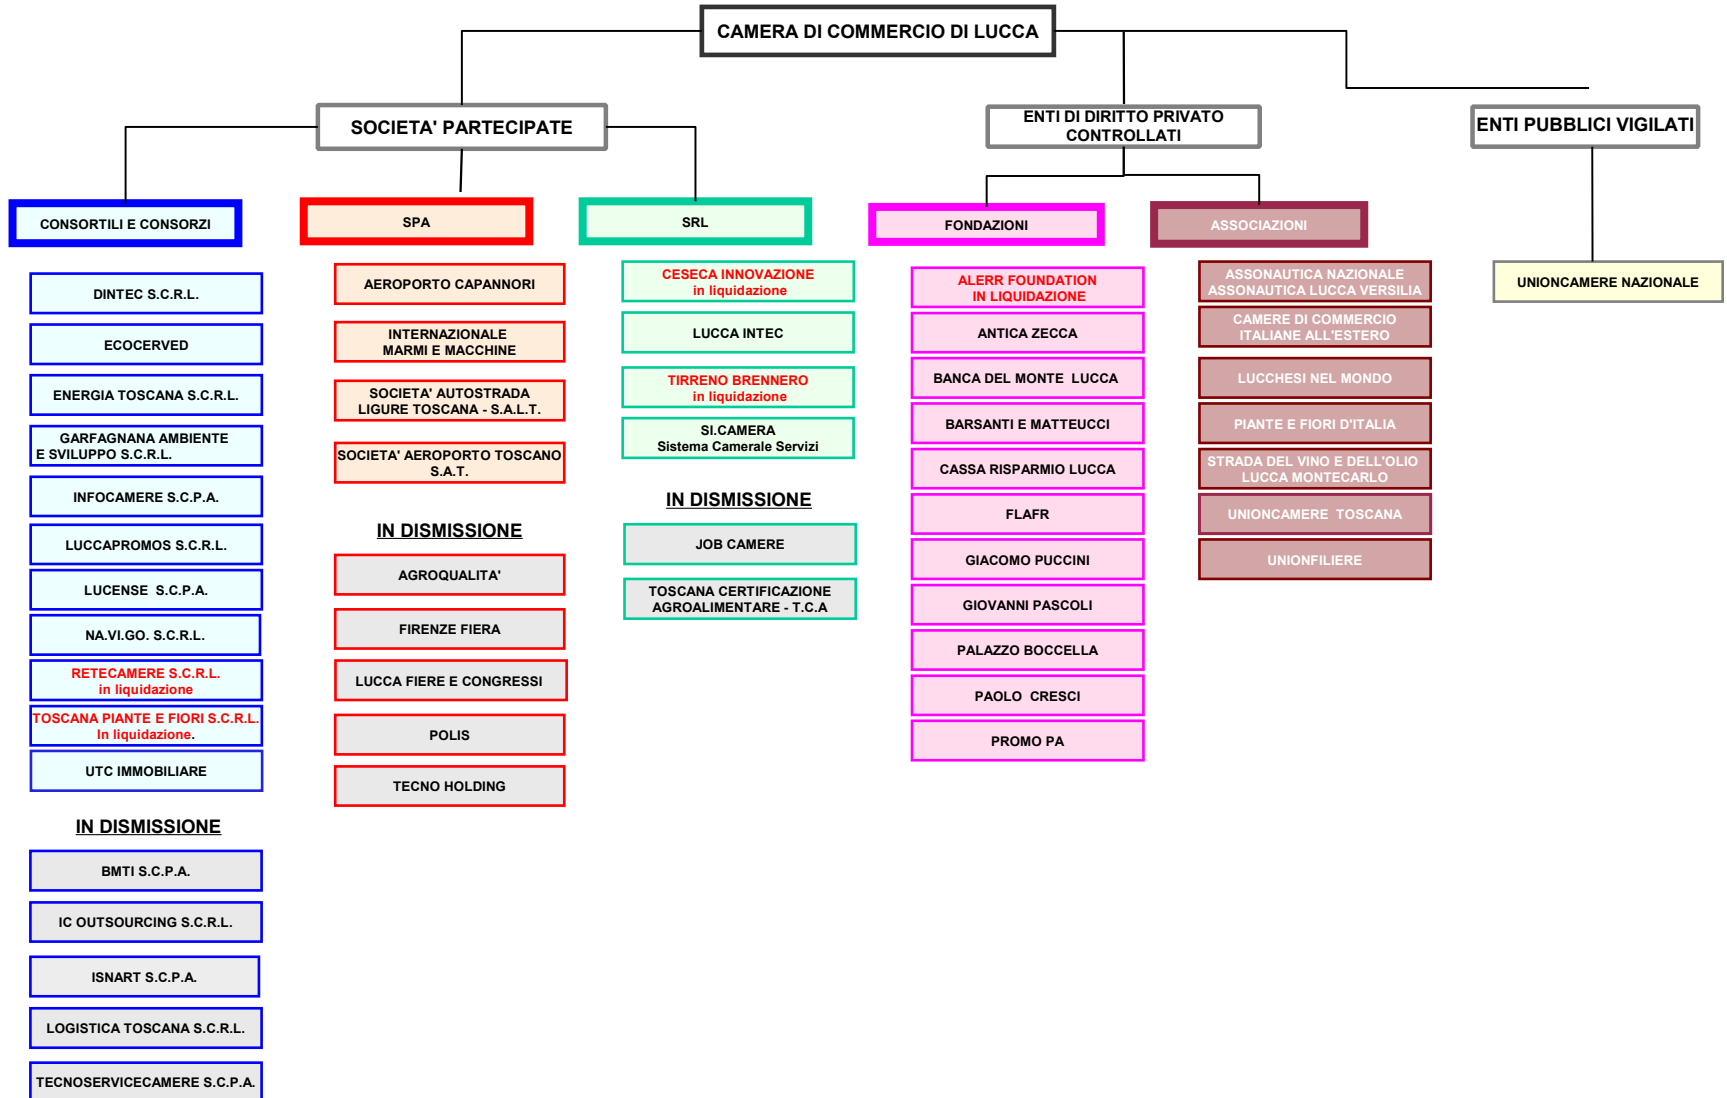 CAMERA DI COMMERCIO DI LUCCA
SOCIETA' PARTECIPATE
ENTI DI DIRITTO PRIVATO
CONTROLLATI
ENTI PUBBLICI VIGILATI
CONSORTILI E CONSORZI
DINTEC S.C.R.L.
ECOCERVED
ENERGIA TOSCANA S.C.R.L.
GARFAGNANA AMBIENTE
E SVILUPPO S.C.R.L.
INFOCAMERE S.C.P.A.
LUCCAPROMOS S.C.R.L.
LUCENSE S.C.P.A.
NA.VI.GO. S.C.R.L.
RETECAMERE S.C.R.L.
in liquidazione
TOSCANA PIANTE E FIORI S.C.R.L.
In liquidazione.
UTC IMMOBILIARE
IN DISMISSIONE
BMTI S.C.P.A.
IC OUTSOURCING S.C.R.L.
ISNART S.C.P.A.
LOGISTICA TOSCANA S.C.R.L.
TECNOSERVICECAMERE S.C.P.A.
SPA
AEROPORTO CAPANNORI
INTERNAZIONALE
MARMI E MACCHINE
SOCIETA' AUTOSTRADA
LIGURE TOSCANA - S.A.L.T.
SOCIETA' AEROPORTO TOSCANO
S.A.T.
IN DISMISSIONE
AGROQUALITA'
FIRENZE FIERA
LUCCA FIERE E CONGRESSI
POLIS
TECNO HOLDING
SRL
CESECA INNOVAZIONE
in liquidazione
LUCCA INTEC
TIRRENO BRENNERO
in liquidazione
SI.CAMERA
Sistema Camerale Servizi
IN DISMISSIONE
JOB CAMERE
TOSCANA CERTIFICAZIONE
AGROALIMENTARE - T.C.A
FONDAZIONI
ALERR FOUNDATION
IN LIQUIDAZIONE
ANTICA ZECCA
BANCA DEL MONTE LUCCA
BARSANTI E MATTEUCCI
CASSA RISPARMIO LUCCA
FLAFR
GIACOMO PUCCINI
GIOVANNI PASCOLI
PALAZZO BOCCELLA
PAOLO CRESCI
PROMO PA
ASSOCIAZIONI
ASSONAUTICA NAZIONALE
ASSONAUTICA LUCCA VERSILIA
CAMERE DI COMMERCIO
ITALIANE ALL'ESTERO
LUCCHESI NEL MONDO
PIANTE E FIORI D'ITALIA
STRADA DEL VINO E DELL'OLIO
LUCCA MONTECARLO
UNIONCAMERE TOSCANA
UNIONFILIERE
UNIONCAMERE NAZIONALE